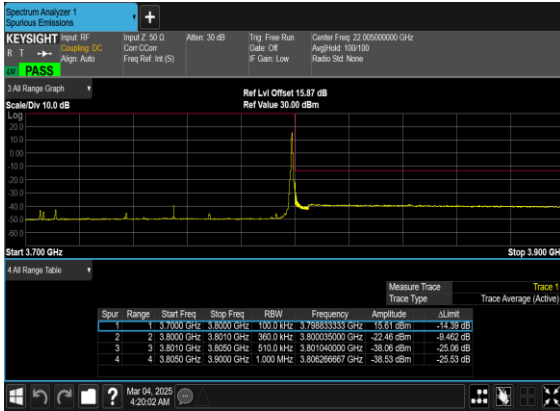 Spectrum Analyzer 1
Spurious Emissions
+
KEYSIGHT Input: RF Input Z: 50 Ω Atten: 30 dB Trig: Free Run Center Freq: 22.005000000 GHz
R T Coupling: DC Corr CCorr Gate: Off Avg|Hold: 100/100
Align: Auto Freq Ref: Int (S) IF Gain: Low Radio Std: None
PASS
3 All Range Graph
Ref Lvl Offset 15.87 dB
Scale/Div 10.0 dB Ref Value 30.00 dBm
Log
20.0
10.0
0.00
-10.0
-20.0
-30.0
-40.0
-50.0
-60.0
Start 3.700 GHz Stop 3.900 GH
4 All Range Table
Measure Trace Trace 1
Trace Type Trace Average (Active)
Spur Range Start Freq Stop Freq RBW Frequency Amplitude ΔLimit
1 1 3.7000 GHz 3.8000 GHz 100.0 kHz 3.798833333 GHz 15.61 dBm -14.39 dB
2 2 3.8000 GHz 3.8010 GHz 360.0 kHz 3.800035000 GHz -22.46 dBm -9.462 dB
3 3 3.8010 GHz 3.8050 GHz 510.0 kHz 3.801040000 GHz -38.06 dBm -25.06 dB
4 4 3.8050 GHz 3.9000 GHz 1.000 MHz 3.806266667 GHz -38.53 dBm -25.53 dB
? Mar 04, 2025
4:20:02 AM